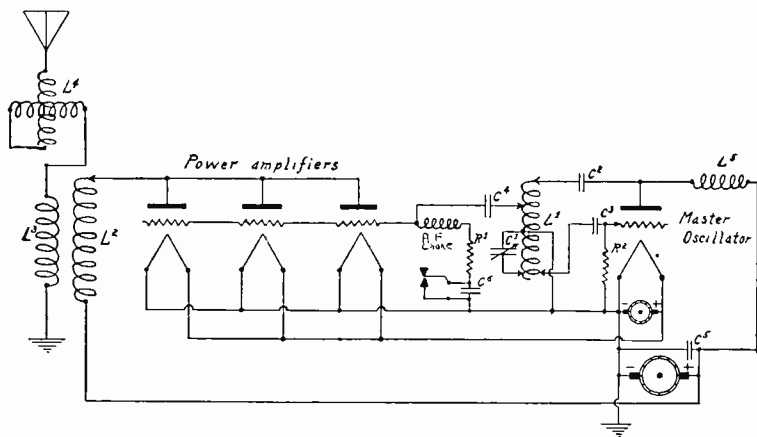 L⁴
Power amplifiers
C²
L⁵
C⁴
L¹
C³
Master
Oscillator
L³
L²
R.F.
Choke
R¹
C¹
R²
C⁶
- +
C⁵
- +